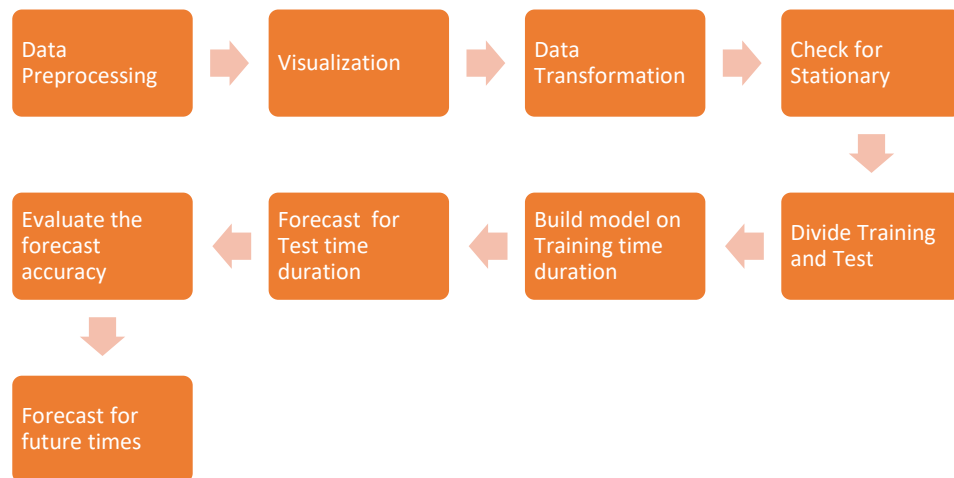 Data
Preprocessing
Visualization
Data
Transformation
Check for
Stationary
Divide Training
and Test
Build model on
Training time
duration
Forecast for
Test time
duration
Evaluate the
forecast
accuracy
Forecast for
future times